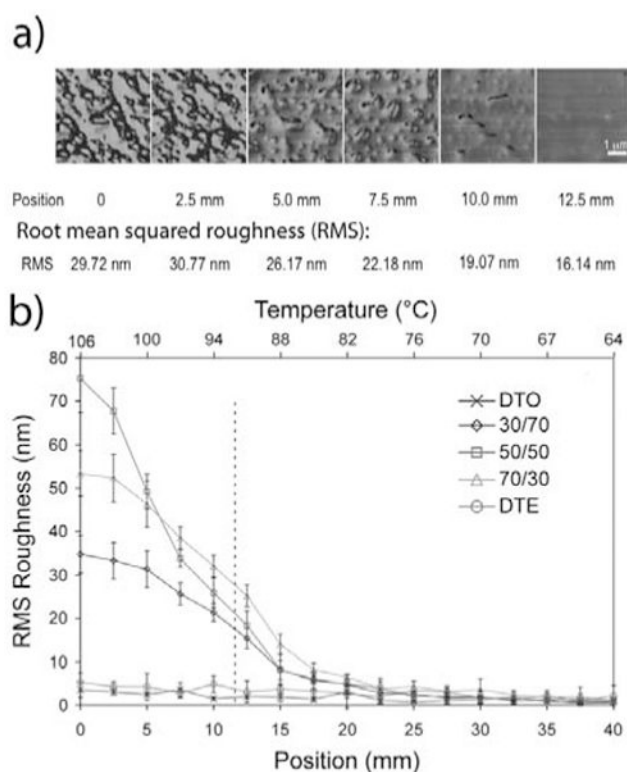 a)
1 μm
Position 0 2.5 mm 5.0 mm 7.5 mm 10.0 mm 12.5 mm
Root mean squared roughness (RMS):
RMS 29.72 nm 30.77 nm 26.17 nm 22.18 nm 19.07 nm 16.14 nm
b)
Temperature (°C)
106 100 94 88 82 76 70 67 64
80
70
60
50
40
30
20
10
0
RMS Roughness (nm)
DTO
30/70
50/50
70/30
DTE
0 5 10 15 20 25 30 35 40
Position (mm)